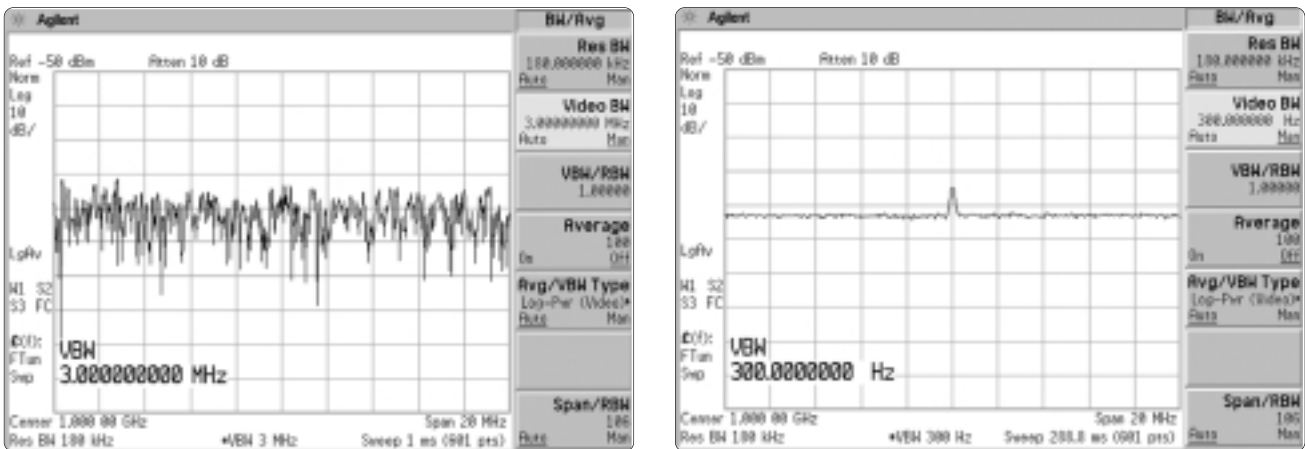 Agilent
BW/Avg
Ref -50 dBm Atten 10 dB
Norm
Log
10
dB/
LgAv
W1 S2
S3 FC
£(f):
FTun
Swp
VBW
3.000000000 MHz
Center 1.000 00 GHz Span 20 MHz
Res BW 180 kHz *VBW 3 MHz Sweep 1 ms (601 pts)
Res BW
180.000000 kHz
Auto Man
Video BW
3.00000000 MHz
Auto Man
VBW/RBW
1.00000
Average
100
On Off
Avg/VBW Type
Log-Pwr (Video)*
Auto Man
Span/RBW
106
Auto Man
Agilent
BW/Avg
Ref -50 dBm Atten 10 dB
Norm
Log
10
dB/
LgAv
W1 S2
S3 FC
£(f):
FTun
Swp
VBW
300.0000000 Hz
Center 1.000 00 GHz Span 20 MHz
Res BW 180 kHz *VBW 300 Hz Sweep 288.8 ms (601 pts)
Res BW
180.000000 kHz
Auto Man
Video BW
300.000000 Hz
Auto Man
VBW/RBW
1.00000
Average
100
On Off
Avg/VBW Type
Log-Pwr (Video)*
Auto Man
Span/RBW
106
Auto Man